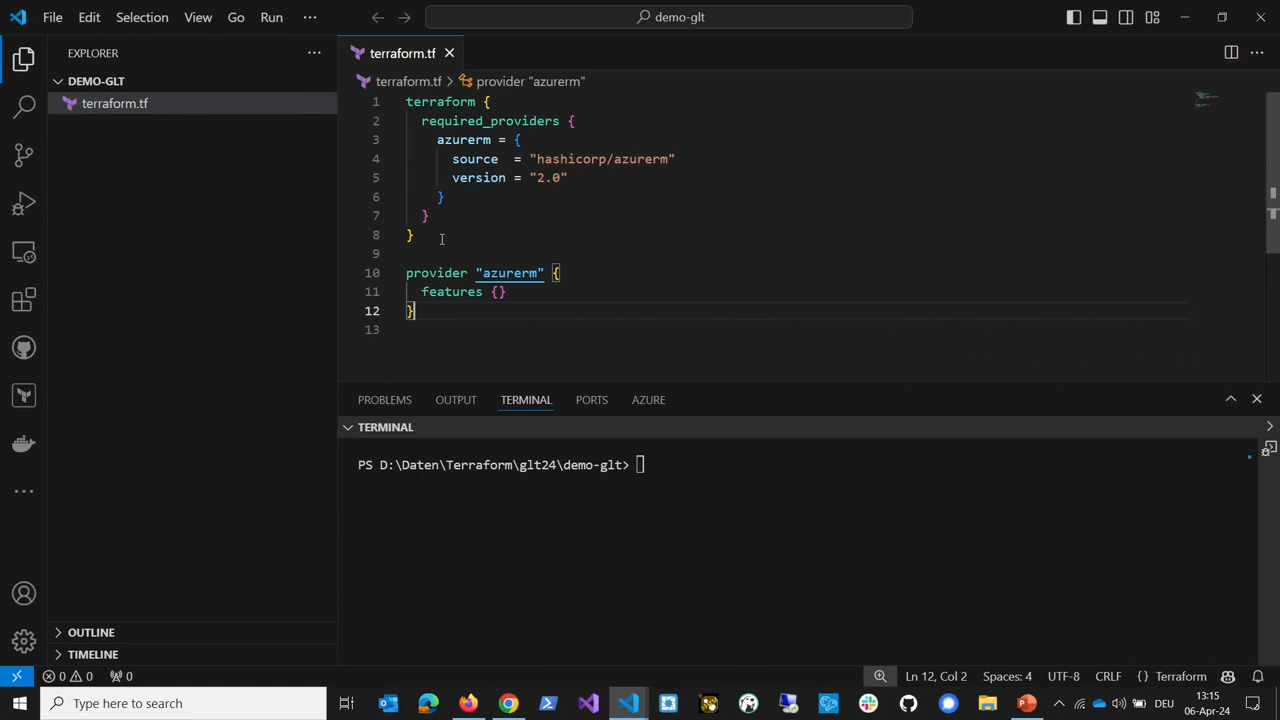 File Edit Selection View Go Run ···
demo-glt
EXPLORER
DEMO-GLT
terraform.tf
OUTLINE
TIMELINE
terraform.tf
terraform.tf > provider "azurerm"
1 terraform {
2 required_providers {
3 azurerm = {
4 source = "hashicorp/azurerm"
5 version = "2.0"
6 }
7 }
8 }
9
10 provider "azurerm" {
11 features {}
12 }
13
PROBLEMS OUTPUT TERMINAL PORTS AZURE
TERMINAL
PS D:\Daten\Terraform\glt24\demo-glt>
0 0 0 Ln 12, Col 2 Spaces: 4 UTF-8 CRLF {} Terraform
Type here to search
DEU
13:15
06-Apr-24